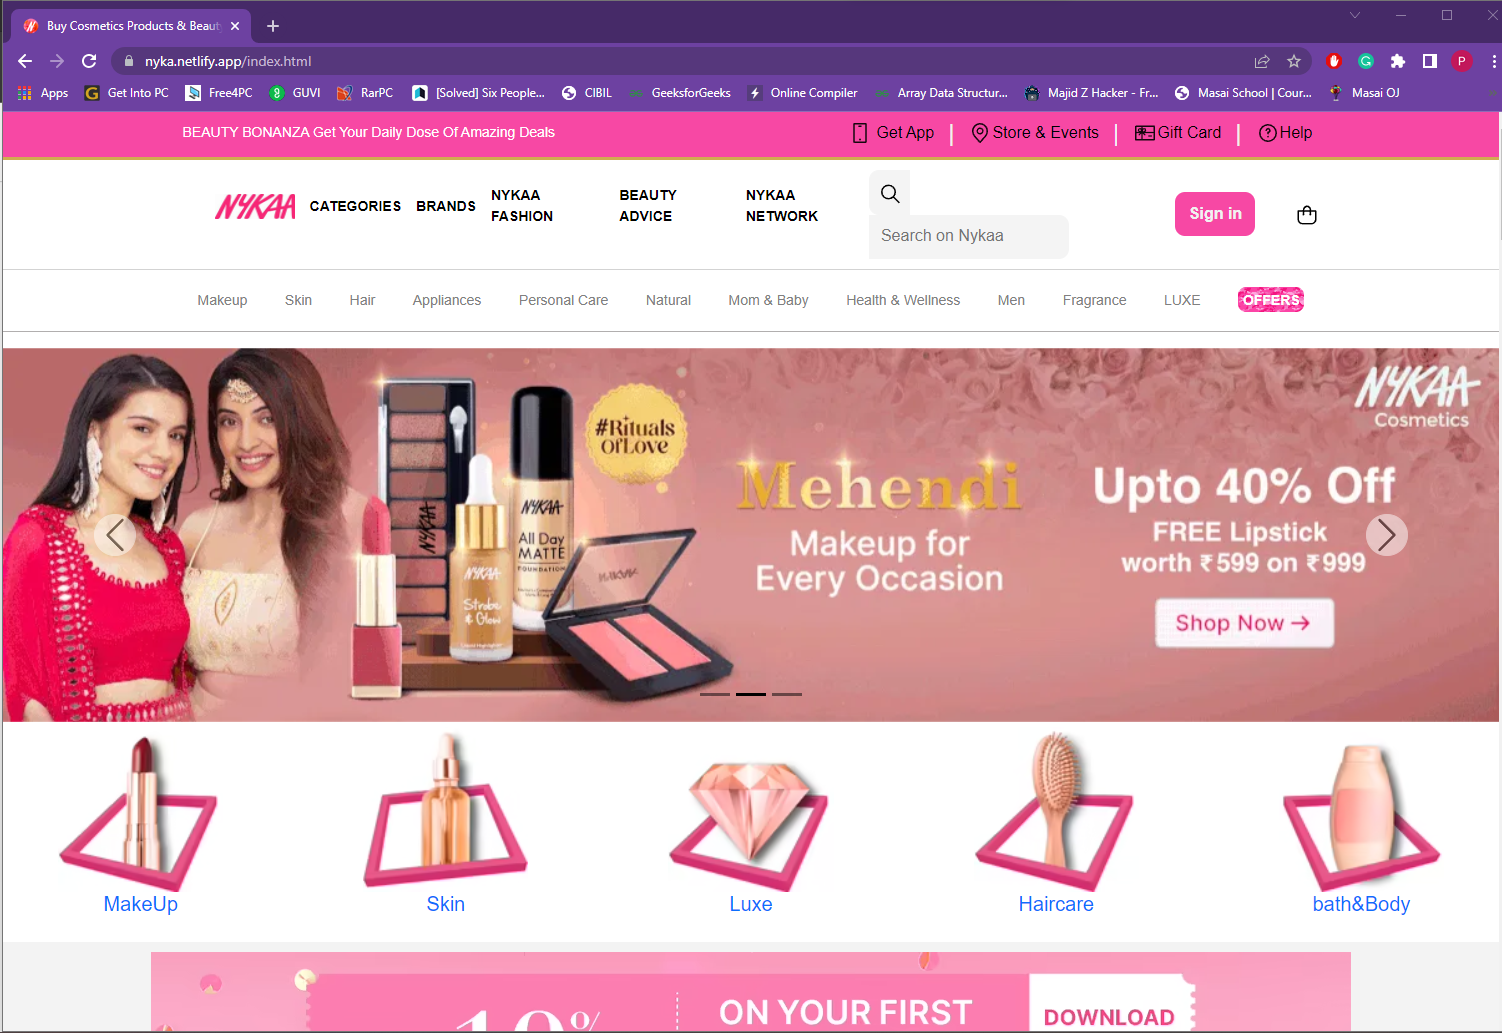 Buy Cosmetics Products & Beau
nyka.netlify.app/index.html
P
Apps
Get Into PC
Free4PC
GUVI
RarPC
[Solved] Six People...
CIBIL
GeeksforGeeks
Online Compiler
Array Data Structur...
Majid Z Hacker - Fr...
Masai School | Cour...
Masai OJ
BEAUTY BONANZA Get Your Daily Dose Of Amazing Deals
Get App
Store & Events
Gift Card
Help
NYKAA
CATEGORIES
BRANDS
NYKAA
FASHION
BEAUTY
ADVICE
NYKAA
NETWORK
Search on Nykaa
Sign in
Makeup
Skin
Hair
Appliances
Personal Care
Natural
Mom & Baby
Health & Wellness
Men
Fragrance
LUXE
OFFERS
#Rituals
OfLove
NYKAA
NYKAA
All Day
MATTE
FOUNDATION
NYKAA
Strobe
& Glow
NYKAA
Mehendi
Makeup for
Every Occasion
NYKAA
Cosmetics
Upto 40% Off
FREE Lipstick
worth ₹599 on ₹999
Shop Now →
MakeUp
Skin
Luxe
Haircare
bath&Body
10%
ON YOUR FIRST
DOWNLOAD